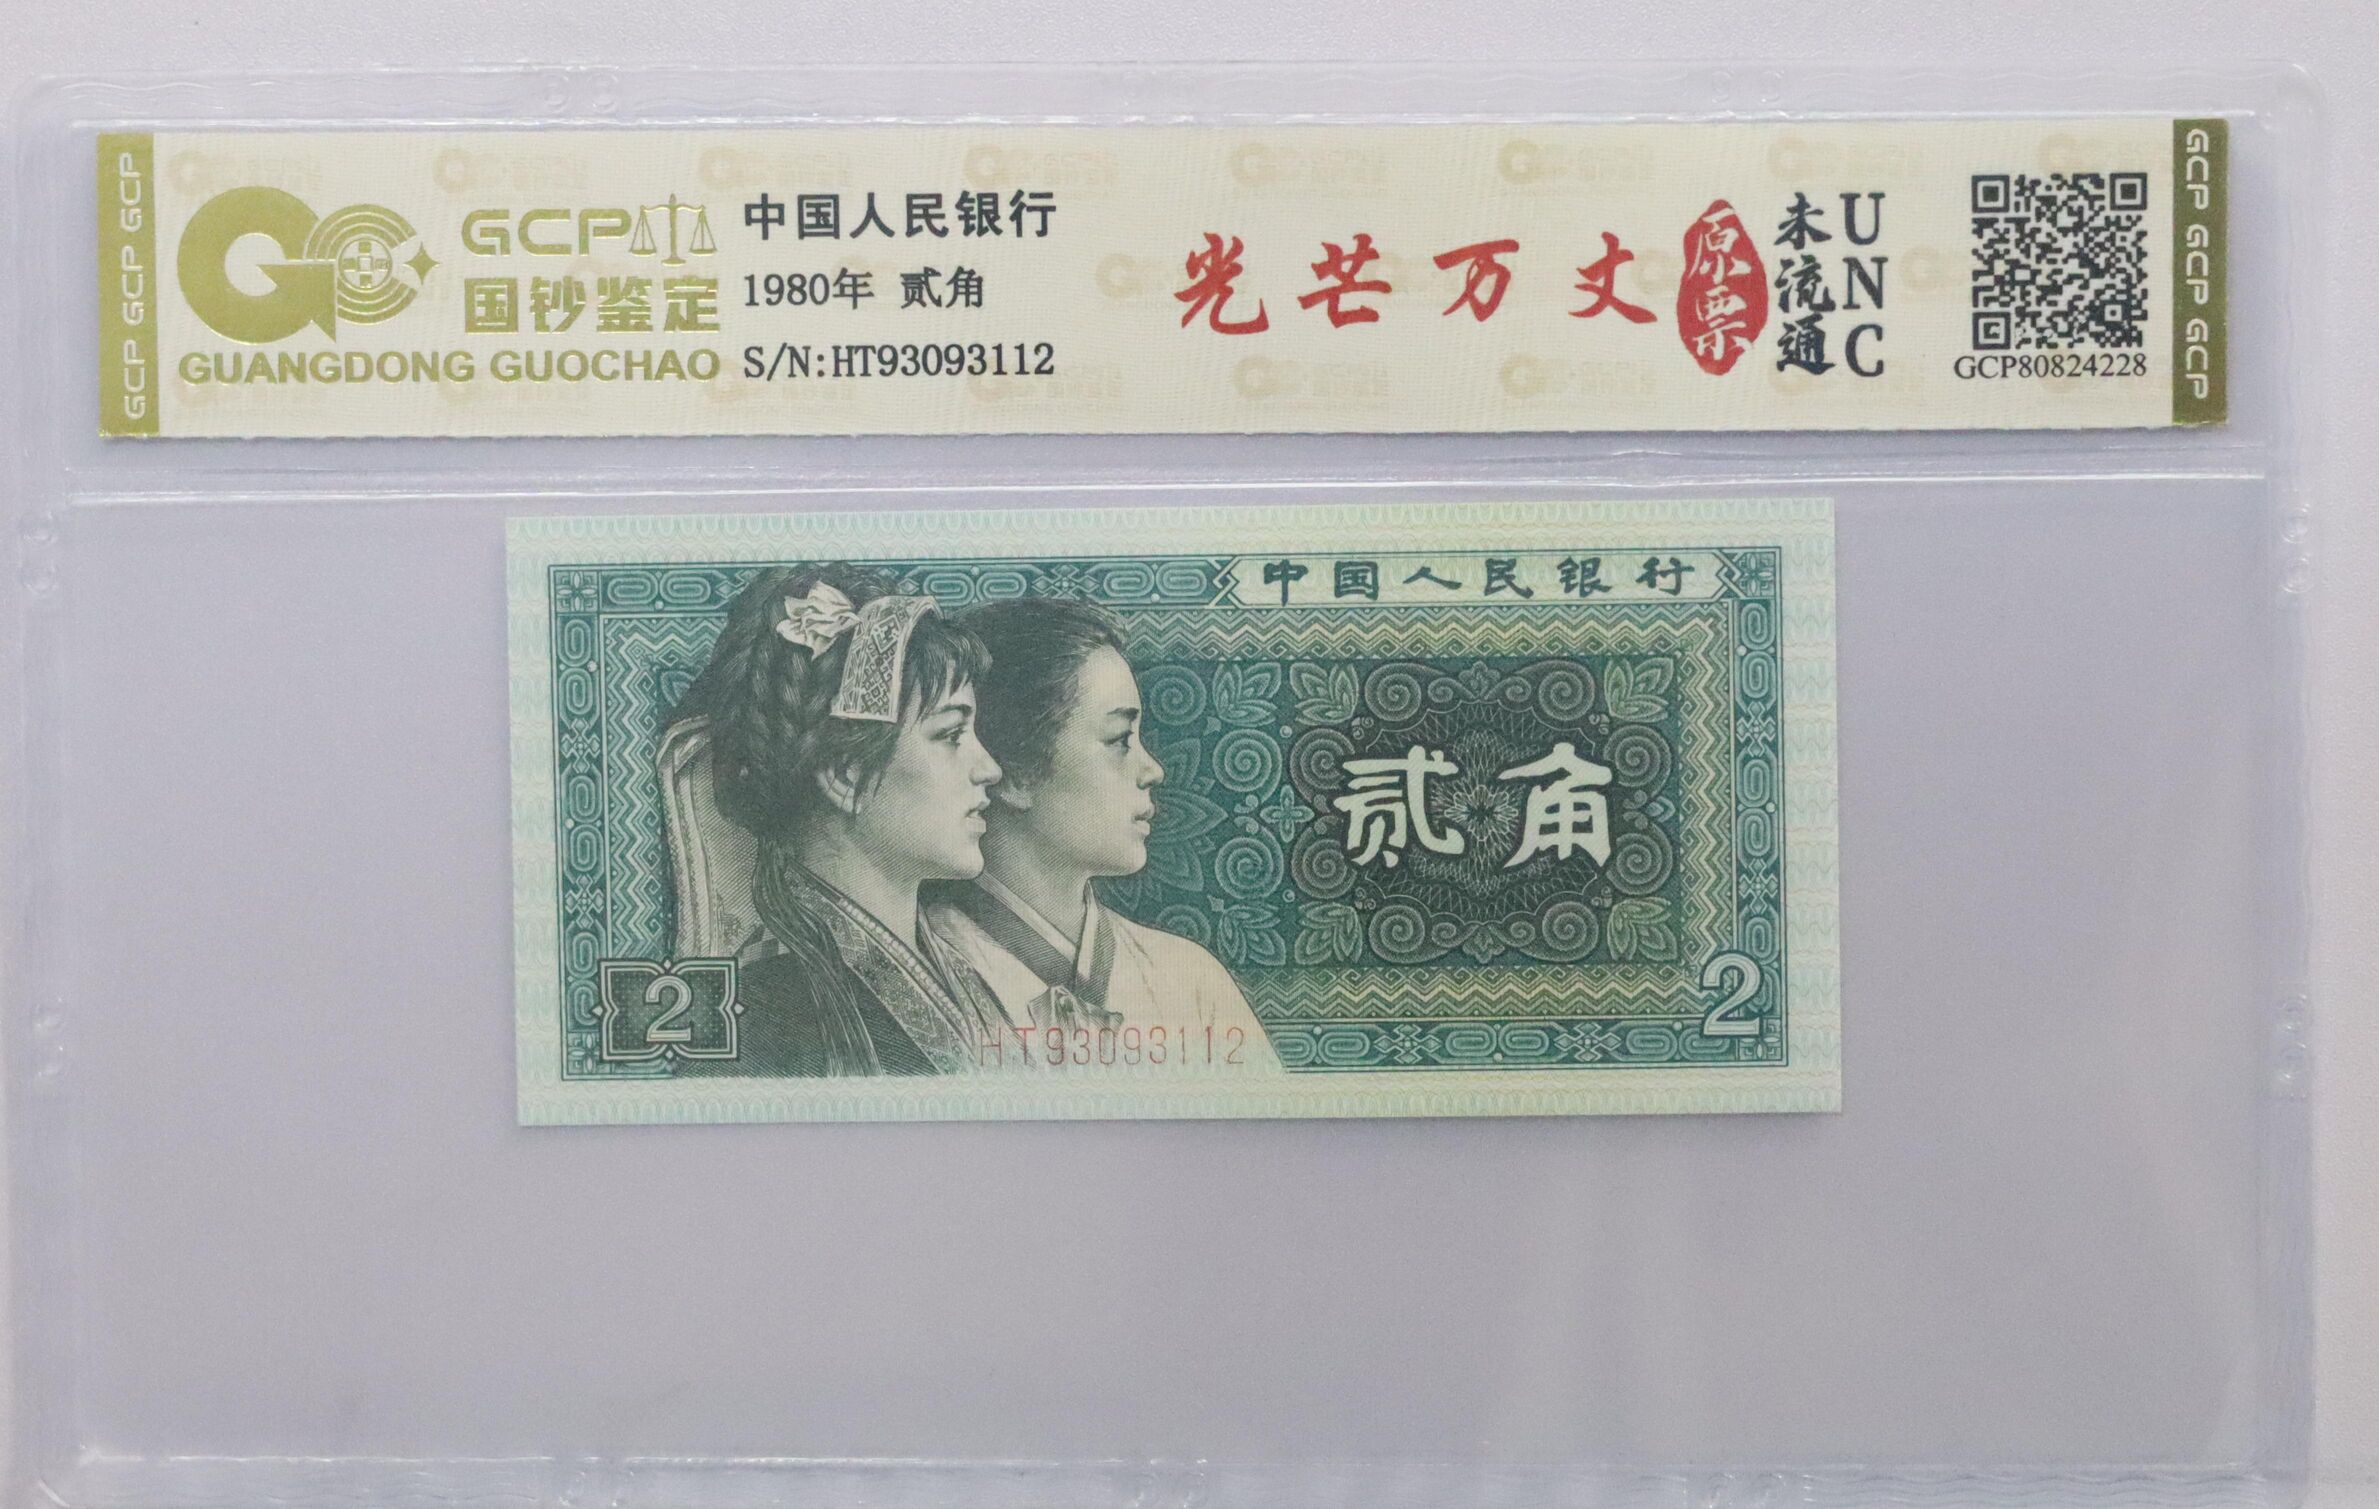 GCP GCP GCP
GCP
国钞鉴定
GUANGDONG GUOCHAO
中国人民银行
1980年 贰角
S/N:HT93093112
光芒万丈
原票
未流通
UNC
GCP80824228
GCP GCP GCP
中国人民银行
贰角
2
2
HT93093112